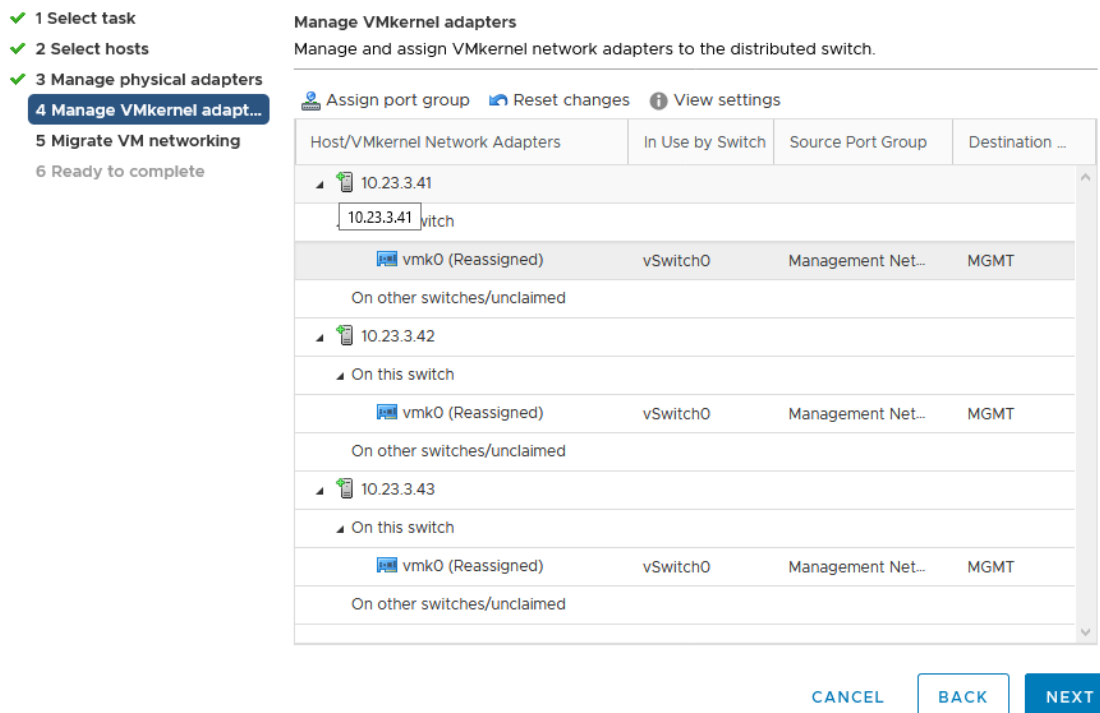 1 Select task
2 Select hosts
3 Manage physical adapters
4 Manage VMkernel adapt...
5 Migrate VM networking
6 Ready to complete
Manage VMkernel adapters
Manage and assign VMkernel network adapters to the distributed switch.
Assign port group Reset changes View settings
Host/VMkernel Network Adapters In Use by Switch Source Port Group Destination ...
10.23.3.41
10.23.3.41 witch
vmk0 (Reassigned) vSwitch0 Management Net... MGMT
On other switches/unclaimed
10.23.3.42
On this switch
vmk0 (Reassigned) vSwitch0 Management Net... MGMT
On other switches/unclaimed
10.23.3.43
On this switch
vmk0 (Reassigned) vSwitch0 Management Net... MGMT
On other switches/unclaimed
CANCEL BACK NEXT